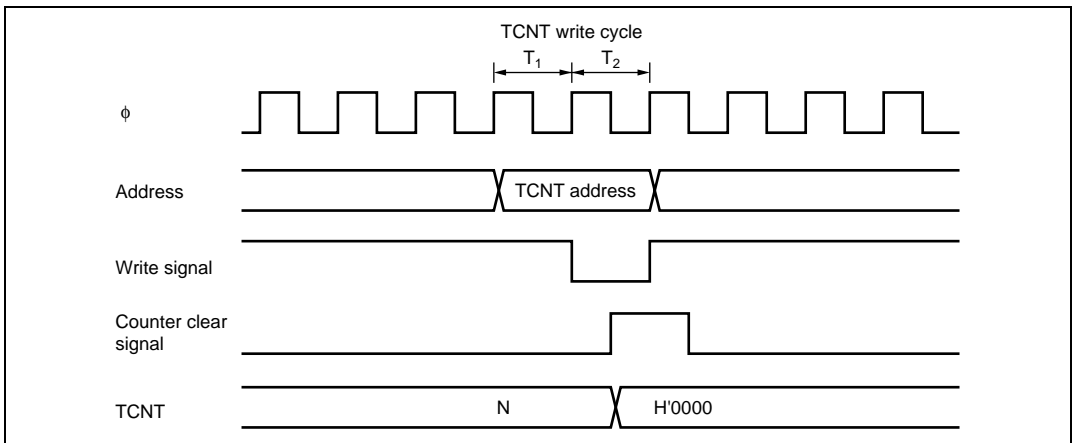 TCNT write cycle
T1 T2
φ
Address
TCNT address
Write signal
Counter clear
signal
TCNT
N
H'0000